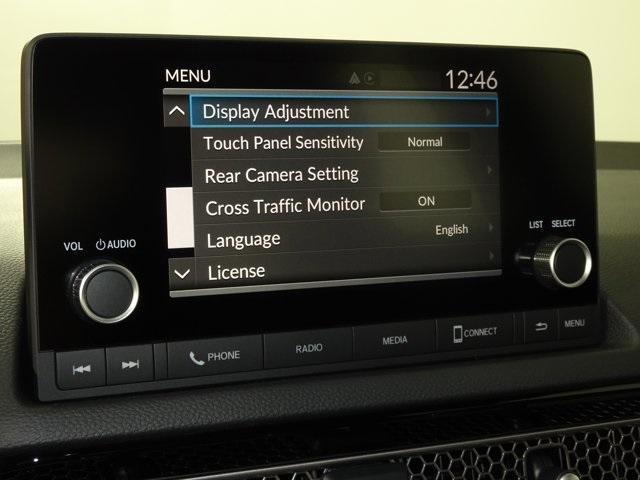 MENU 12:46
Display Adjustment
Touch Panel Sensitivity Normal
Rear Camera Setting
Cross Traffic Monitor ON
Language English
License
VOL AUDIO
LIST SELECT
PHONE RADIO MEDIA CONNECT MENU